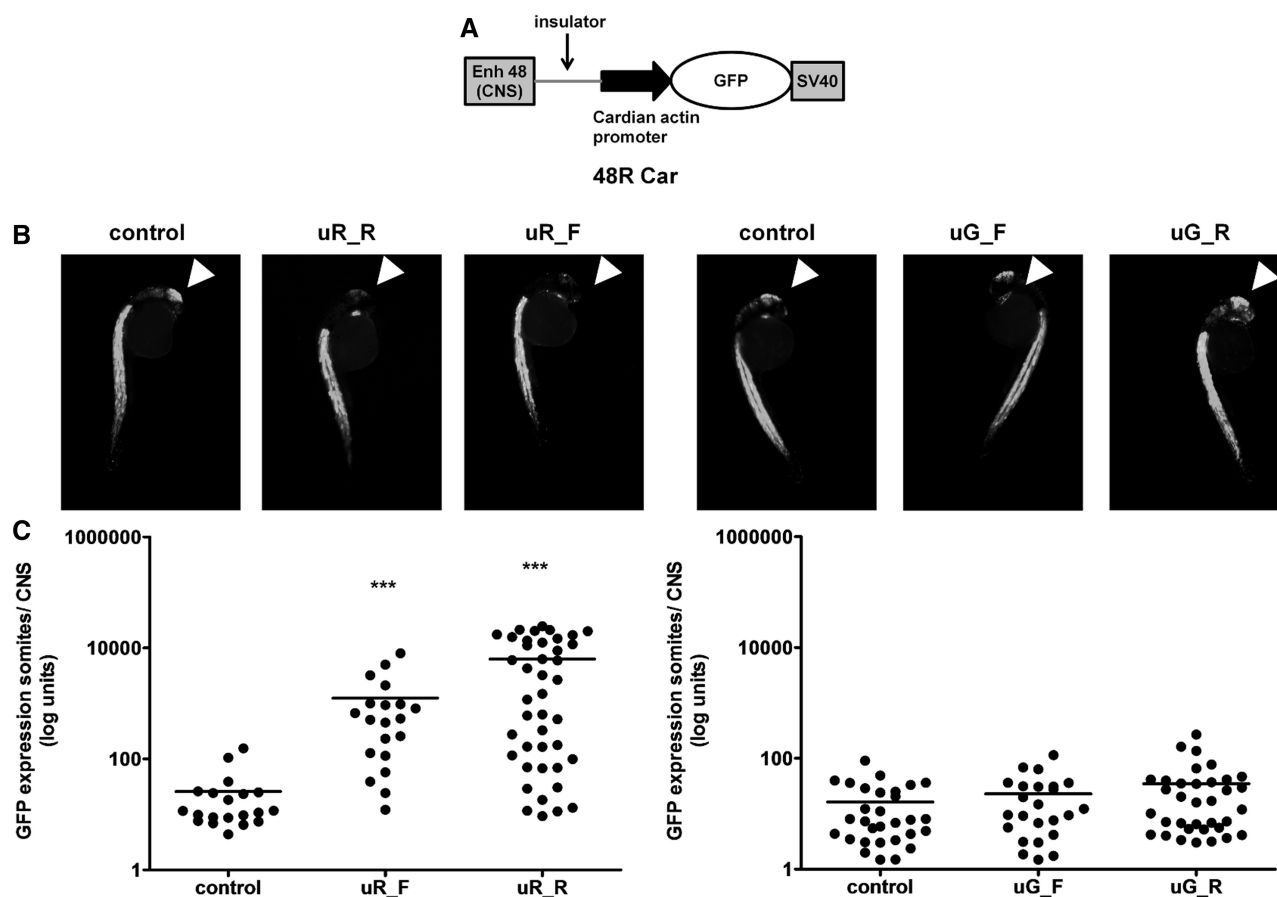 A
insulator
Enh 48
(CNS)
GFP
SV40
Cardian actin
promoter
48R Car
B
control
uR_R
uR_F
control
uG_F
uG_R
C
GFP expression somites/ CNS
(log units)
1000000
10000
100
1
***
***
control
uR_F
uR_R
GFP expression somites/ CNS
(log units)
1000000
10000
100
1
control
uG_F
uG_R